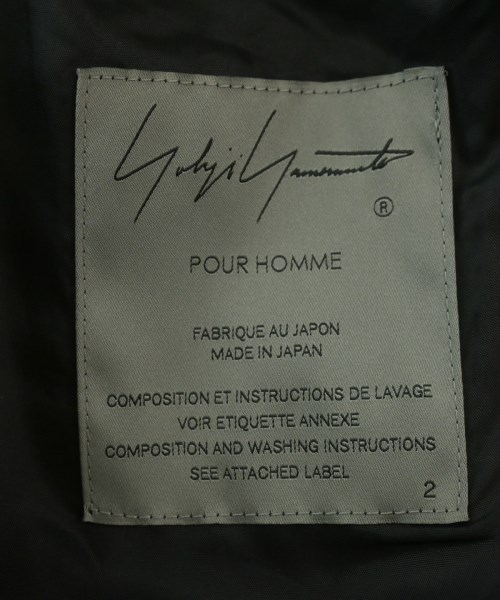 Yohji Yamamoto
®
POUR HOMME
FABRIQUE AU JAPON
MADE IN JAPAN
COMPOSITION ET INSTRUCTIONS DE LAVAGE
VOIR ETIQUETTE ANNEXE
COMPOSITION AND WASHING INSTRUCTIONS
SEE ATTACHED LABEL
2